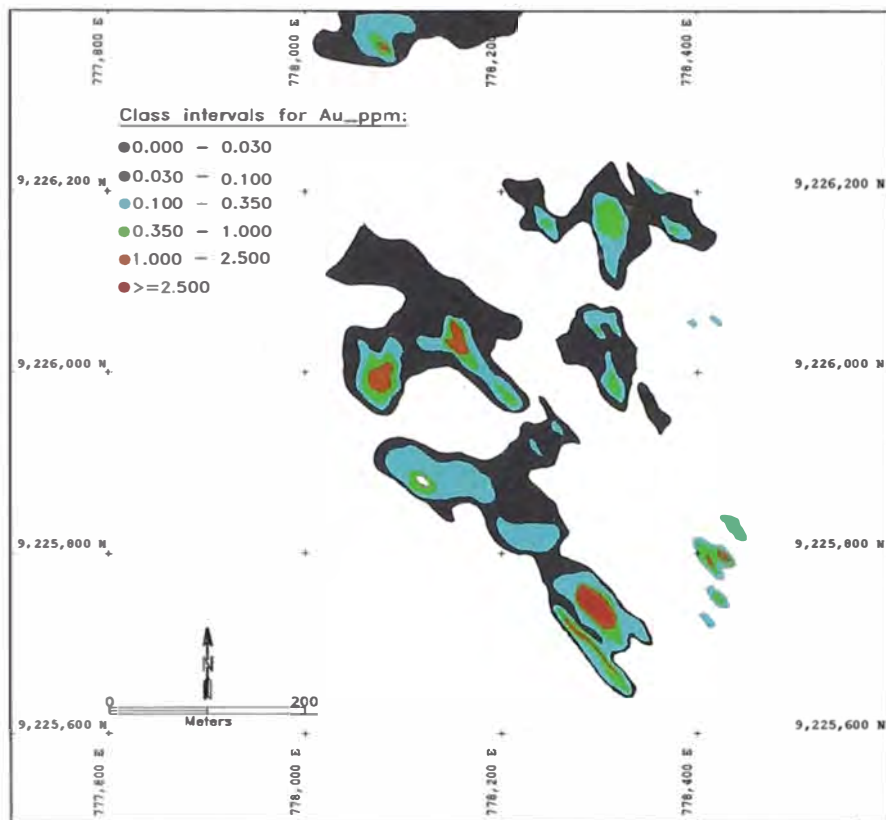 777,800 E
778,000 E
778,200 E
778,400 E
Class intervals for Au_ppm:
0.000 - 0.030
0.030 - 0.100
0.100 - 0.350
0.350 - 1.000
1.000 - 2.500
>=2.500
9,226,200 N
9,226,200 N
9,226,000 N
9,226,000 N
9,225,800 N
9,225,800 N
N
0 200
Meters
9,225,600 N
9,225,600 N
777,800 E
778,000 E
778,200 E
778,400 E